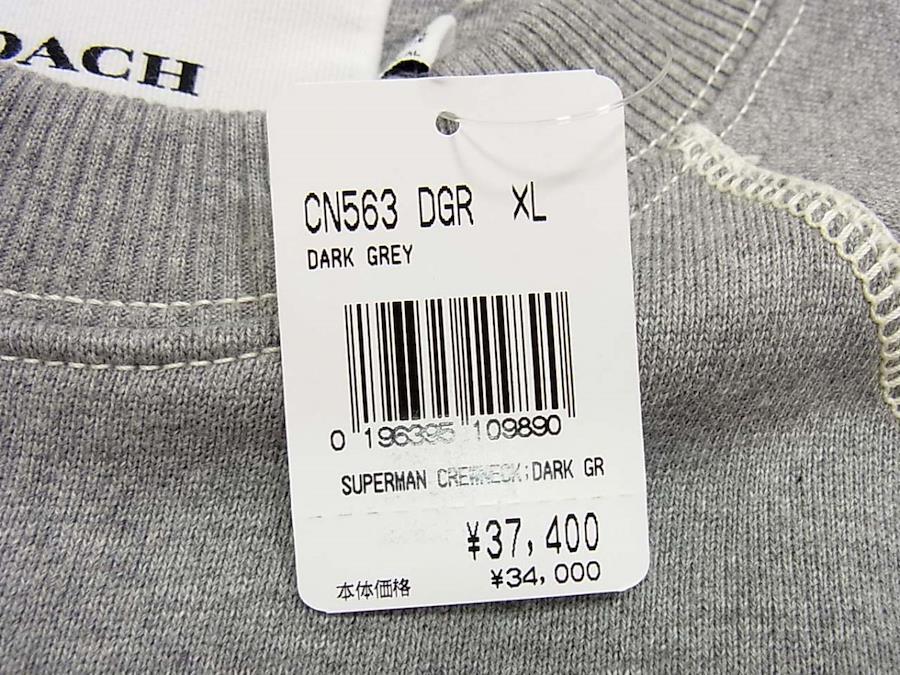 OACH
CN563 DGR XL
DARK GREY
0 196395 109890
SUPERMAN CREWNECK;DARK GR
¥37,400
本体価格 ¥34,000